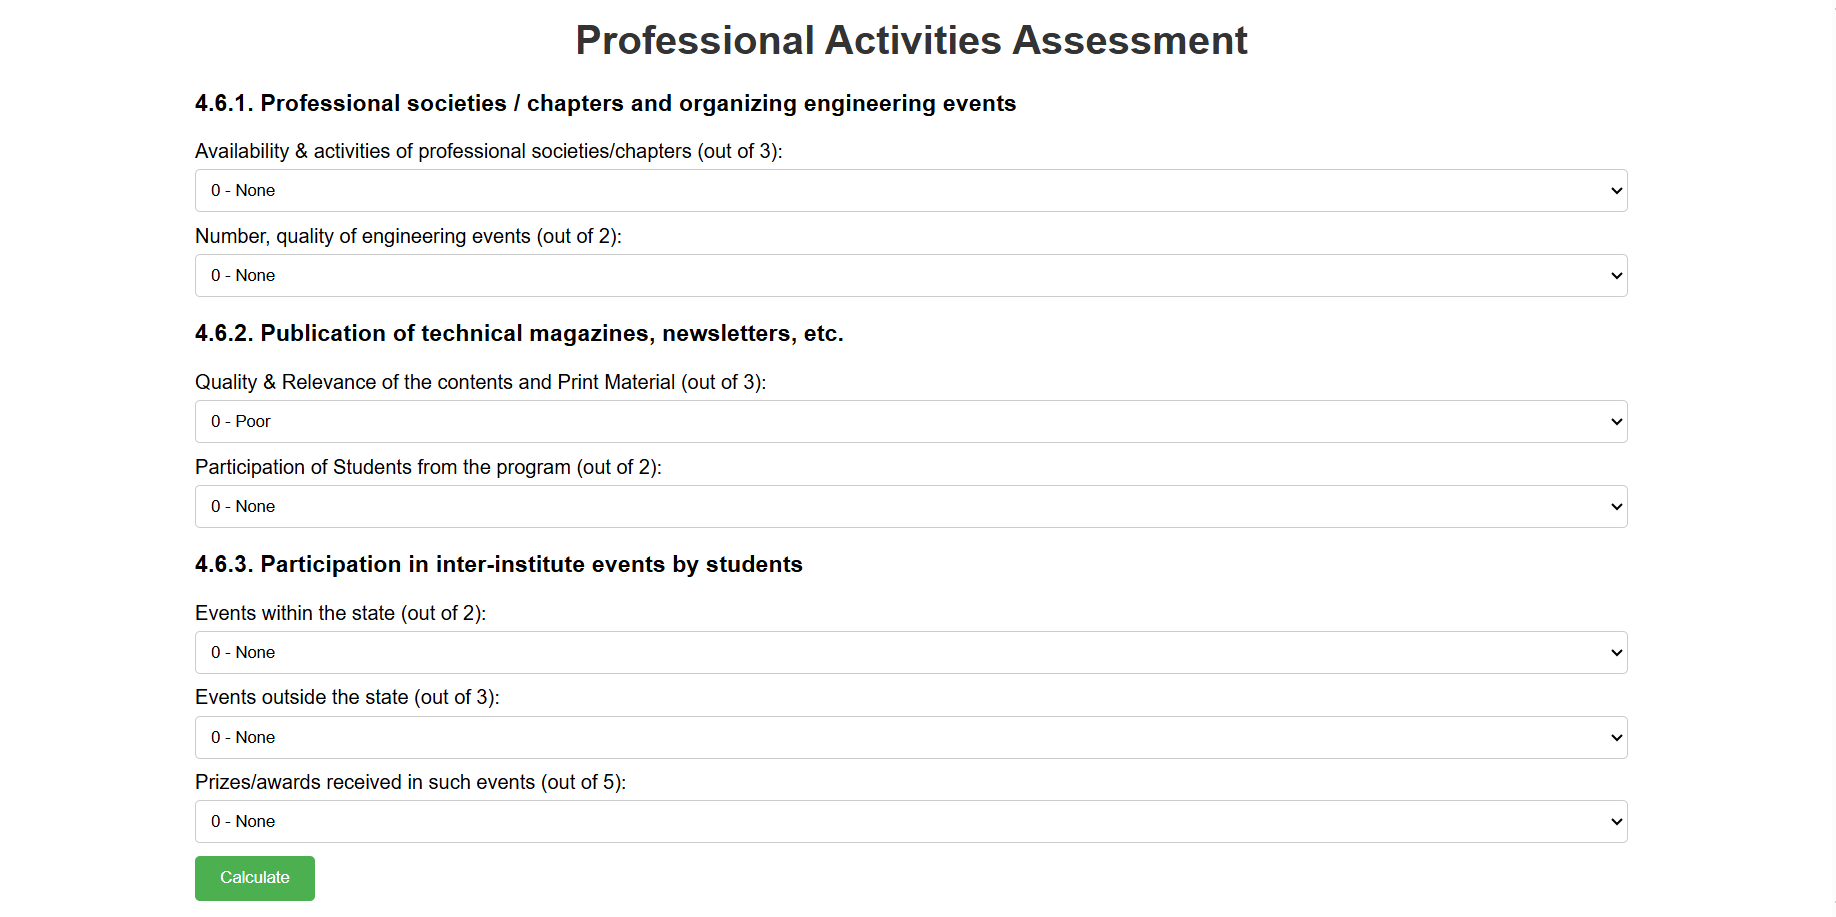 Professional Activities Assessment
4.6.1. Professional societies / chapters and organizing engineering events
Availability & activities of professional societies/chapters (out of 3):
0 - None
Number, quality of engineering events (out of 2):
0 - None
4.6.2. Publication of technical magazines, newsletters, etc.
Quality & Relevance of the contents and Print Material (out of 3):
0 - Poor
Participation of Students from the program (out of 2):
0 - None
4.6.3. Participation in inter-institute events by students
Events within the state (out of 2):
0 - None
Events outside the state (out of 3):
0 - None
Prizes/awards received in such events (out of 5):
0 - None
Calculate